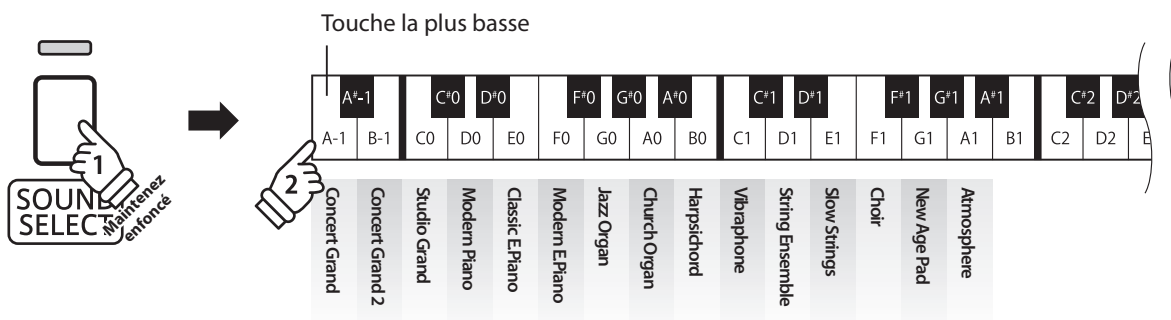 Touche la plus basse
A#-1 C#0 D#0 F#0 G#0 A#0 C#1 D#1 F#1 G#1 A#1 C#2 D#2
A-1 B-1 C0 D0 E0 F0 G0 A0 B0 C1 D1 E1 F1 G1 A1 B1 C2 D2 E
1
2
SOUND
SELECT
Maintenez
enfoncé
Concert Grand
Concert Grand 2
Studio Grand
Modern Piano
Classic E.Piano
Modern E.Piano
Jazz Organ
Church Organ
Harpsichord
Vibraphone
String Ensemble
Slow Strings
Choir
New Age Pad
Atmosphere